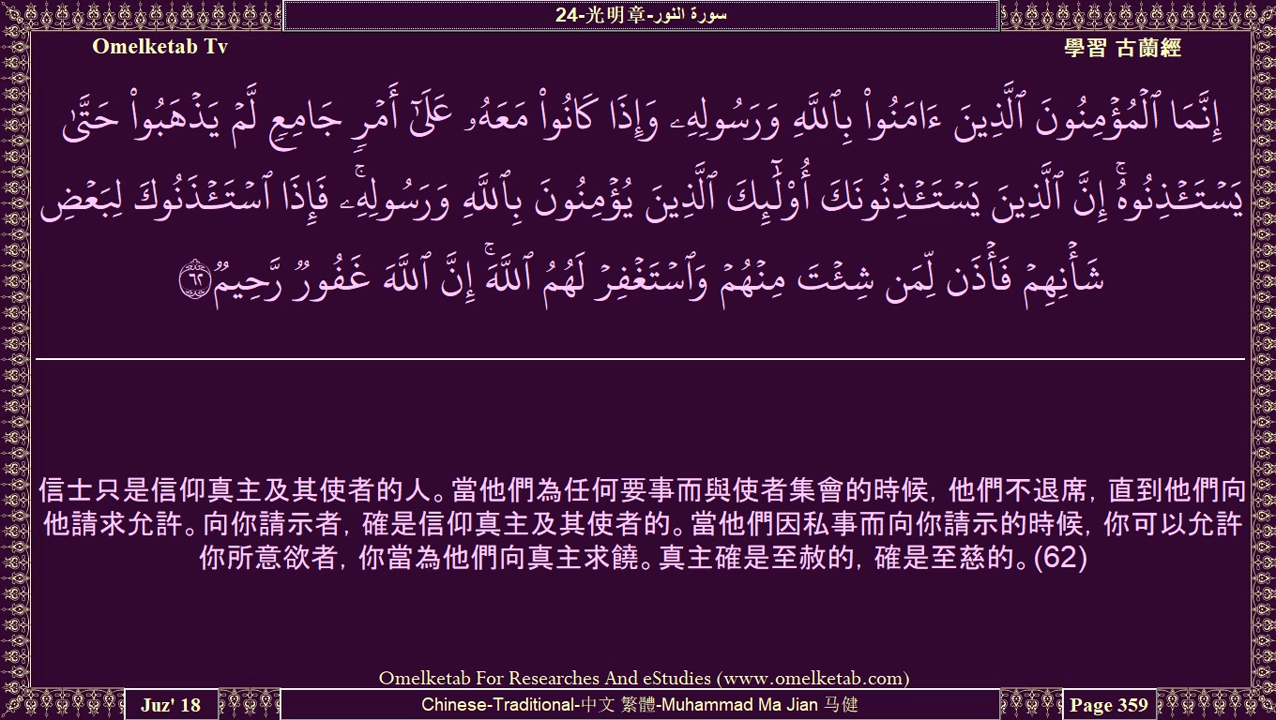 24-光明章-سورة النور
Omelketab Tv
學習 古蘭經
إِنَّمَا ٱلْمُؤْمِنُونَ ٱلَّذِينَ ءَامَنُوا۟ بِٱللَّهِ وَرَسُولِهِۦ وَإِذَا كَانُوا۟ مَعَهُۥ عَلَىٰٓ أَمْرٍ جَامِعٍ لَّمْ يَذْهَبُوا۟ حَتَّىٰ
يَسْتَـْٔذِنُوهُ ۚ إِنَّ ٱلَّذِينَ يَسْتَـْٔذِنُونَكَ أُو۟لَـٰٓئِكَ ٱلَّذِينَ يُؤْمِنُونَ بِٱللَّهِ وَرَسُولِهِۦ ۚ فَإِذَا ٱسْتَـْٔذَنُوكَ لِبَعْضِ
شَأْنِهِمْ فَأْذَن لِّمَن شِئْتَ مِنْهُمْ وَٱسْتَغْفِرْ لَهُمُ ٱللَّهَ ۚ إِنَّ ٱللَّهَ غَفُورٌ رَّحِيمٌ ٦٢
信士只是信仰真主及其使者的人。當他們為任何要事而與使者集會的時候, 他們不退席, 直到他們向
他請求允許。向你請示者, 確是信仰真主及其使者的。當他們因私事而向你請示的時候, 你可以允許
你所意欲者, 你當為他們向真主求饒。真主確是至赦的, 確是至慈的。(62)
Omelketab For Researches And eStudies (www.omelketab.com)
Juz' 18
Chinese-Traditional-中文 繁體-Muhammad Ma Jian 马健
Page 359